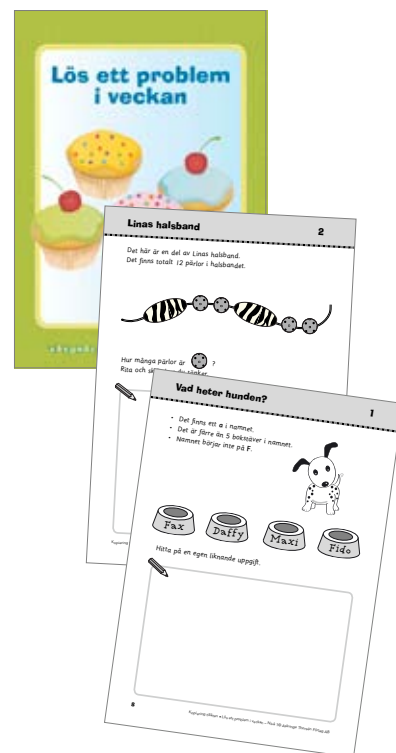 Lös ett problem
i veckan
Linas halsband 2
Det här är en del av Linas halsband.
Det finns totalt 12 pärlor i halsbandet.
Hur många pärlor är ?
Rita och
Vad heter hunden? 1
• Det finns ett a i namnet.
• Det är färre än 5 bokstäver i namnet.
• Namnet börjar inte på F.
Fax
Daffy
Maxi
Fido
Hitta på en egen liknande uppgift.
8